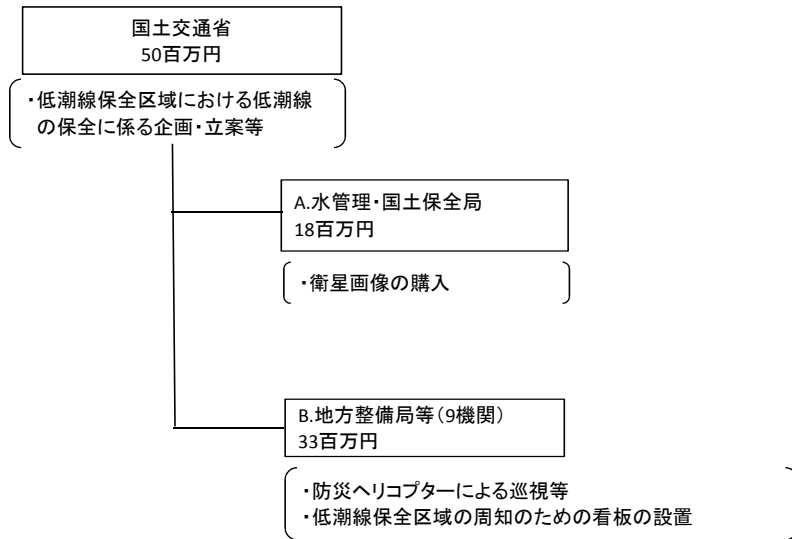 国土交通省
50百万円
・低潮線保全区域における低潮線
の保全に係る企画・立案等
A.水管理・国土保全局
18百万円
・衛星画像の購入
B.地方整備局等(9機関)
33百万円
・防災ヘリコプターによる巡視等
・低潮線保全区域の周知のための看板の設置